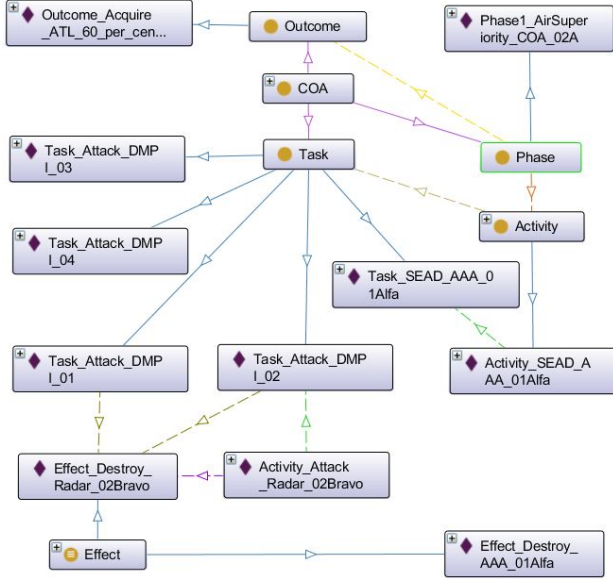 Outcome_Acquire
_ATL_60_per_cen...
Outcome
Phase1_AirSuper
iority_COA_02A
COA
Task_Attack_DMP
I_03
Task
Phase
Activity
Task_Attack_DMP
I_04
Task_SEAD_AAA_0
1Alfa
Task_Attack_DMP
I_01
Task_Attack_DMP
I_02
Activity_SEAD_A
AA_01Alfa
Effect_Destroy_
Radar_02Bravo
Activity_Attack
_Radar_02Bravo
Effect
Effect_Destroy_
AAA_01Alfa